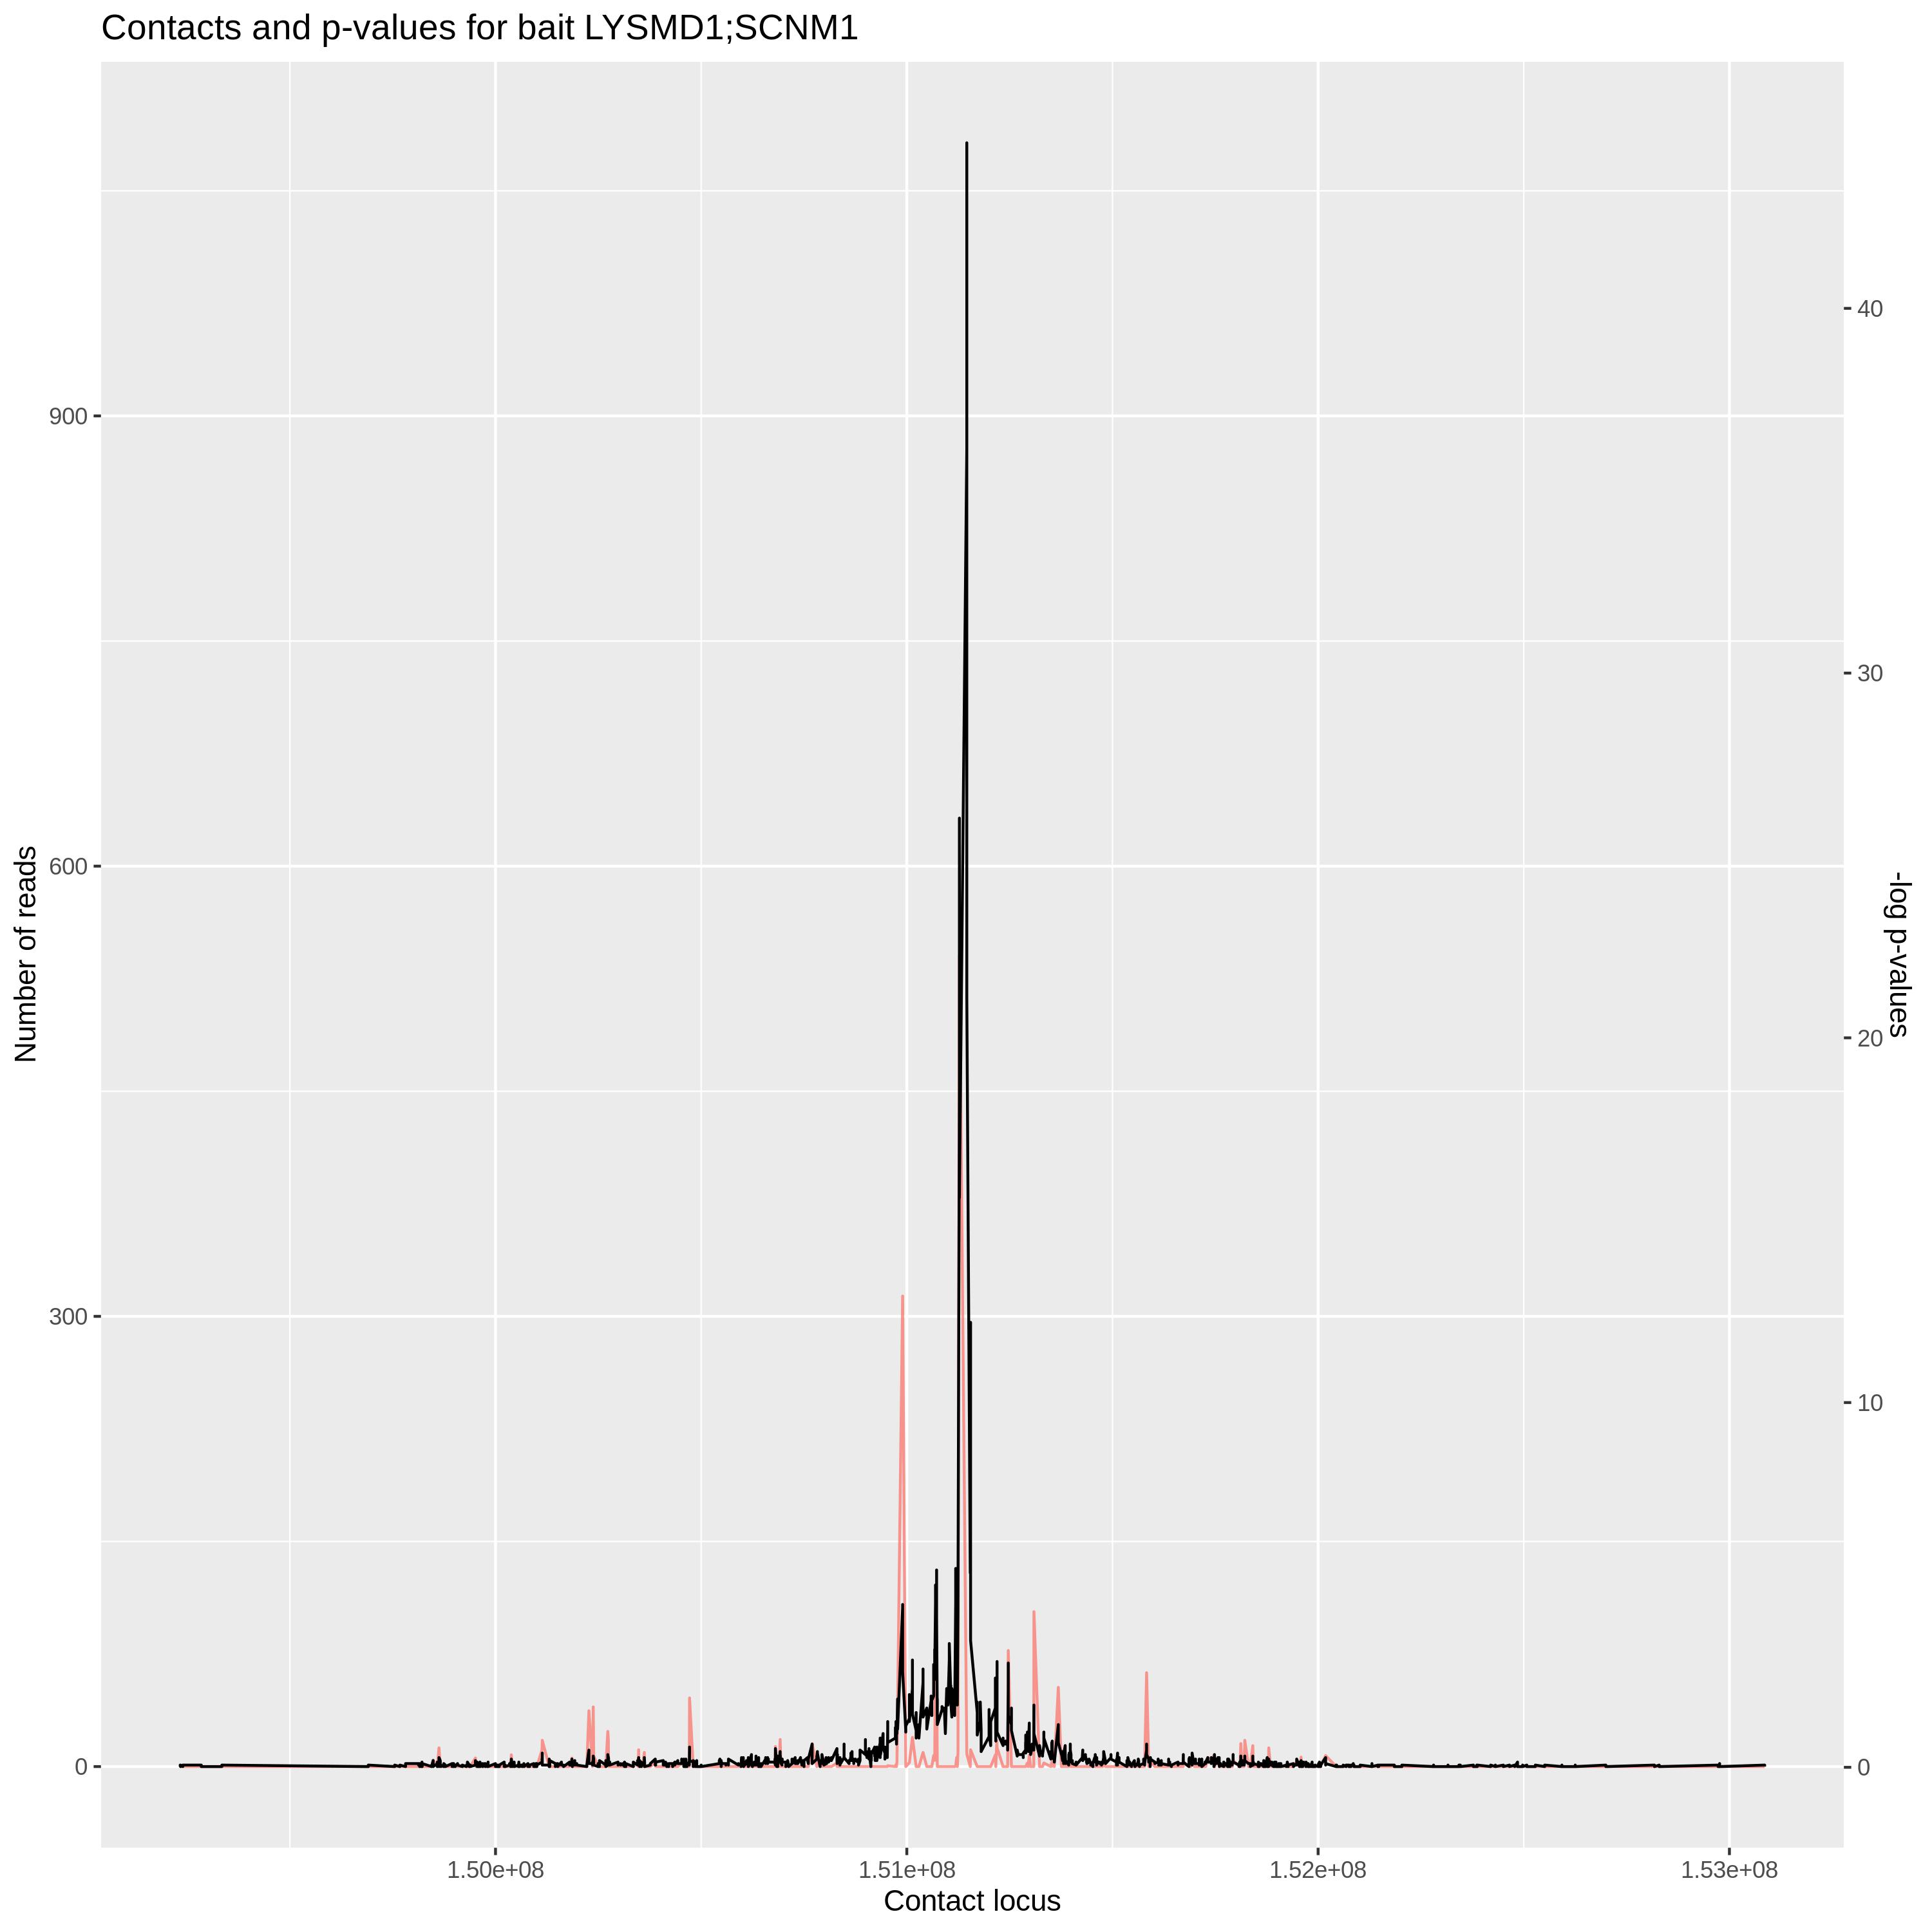 Contacts and p-values for bait LYSMD1;SCNM1
900
600
300
0
Number of reads
40
30
20
10
0
-log p-values
1.50e+08
1.51e+08
1.52e+08
1.53e+08
Contact locus